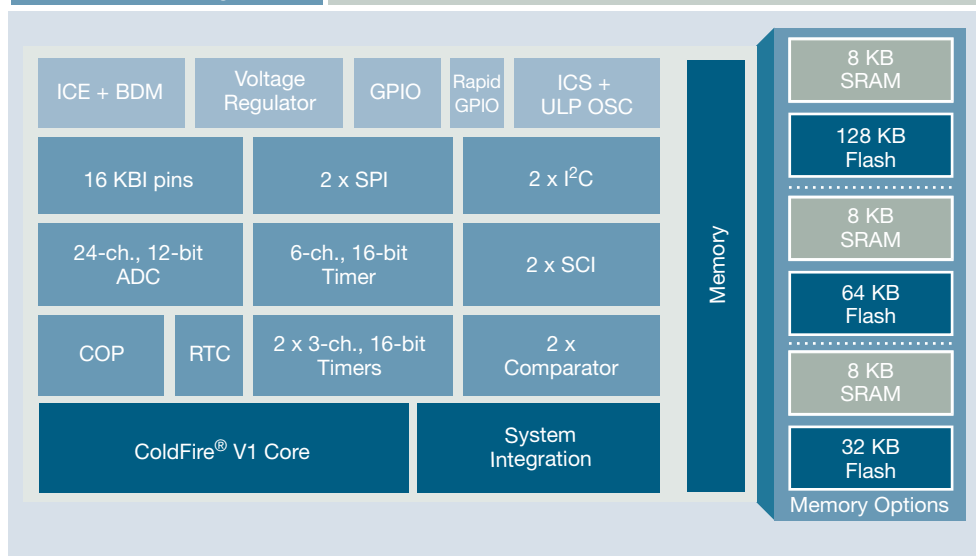 ICE + BDM
Voltage
Regulator
GPIO
Rapid
GPIO
ICS +
ULP OSC
16 KBI pins
2 x SPI
2 x I²C
24-ch., 12-bit
ADC
6-ch., 16-bit
Timer
2 x SCI
COP
RTC
2 x 3-ch., 16-bit
Timers
2 x
Comparator
ColdFire® V1 Core
System
Integration
Memory
8 KB
SRAM
128 KB
Flash
8 KB
SRAM
64 KB
Flash
8 KB
SRAM
32 KB
Flash
Memory Options